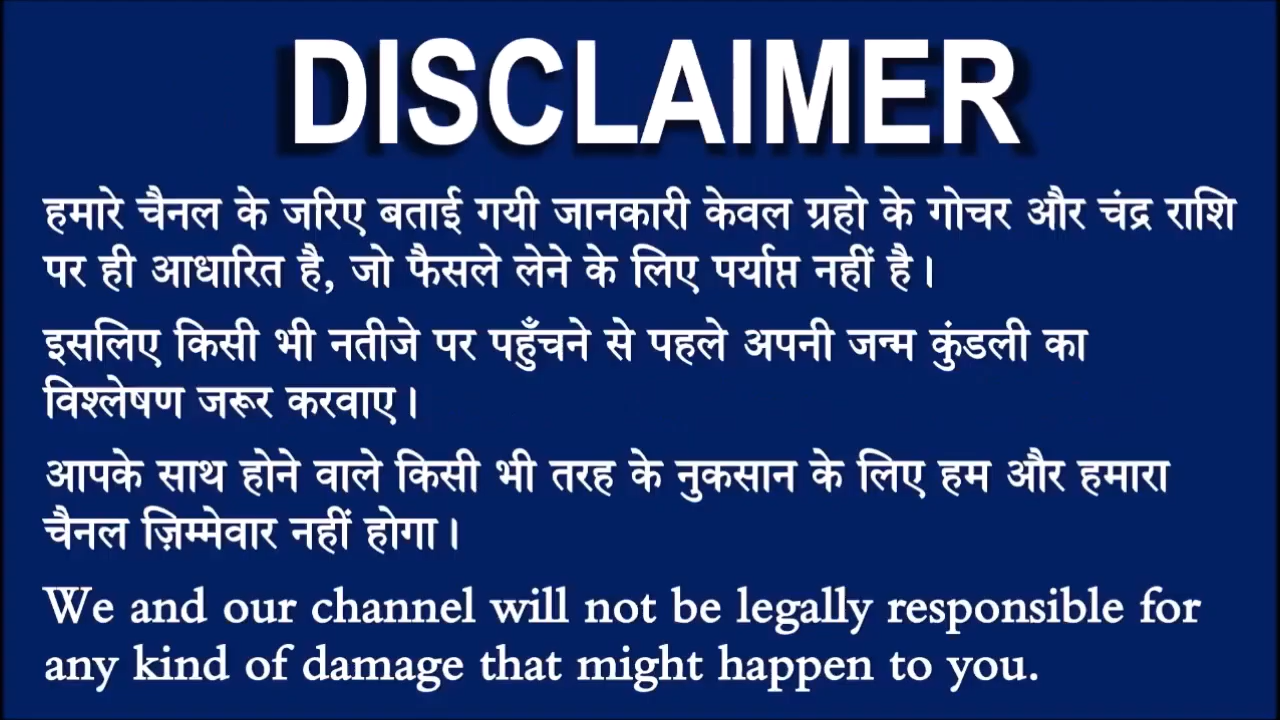 DISCLAIMER
हमारे चैनल के जरिए बताई गयी जानकारी केवल ग्रहो के गोचर और चंद्र राशि
पर ही आधारित है, जो फैसले लेने के लिए पर्याप्त नहीं है।
इसलिए किसी भी नतीजे पर पहुँचने से पहले अपनी जन्म कुंडली का
विश्लेषण जरूर करवाए।
आपके साथ होने वाले किसी भी तरह के नुकसान के लिए हम और हमारा
चैनल ज़िम्मेवार नहीं होगा।
We and our channel will not be legally responsible for
any kind of damage that might happen to you.